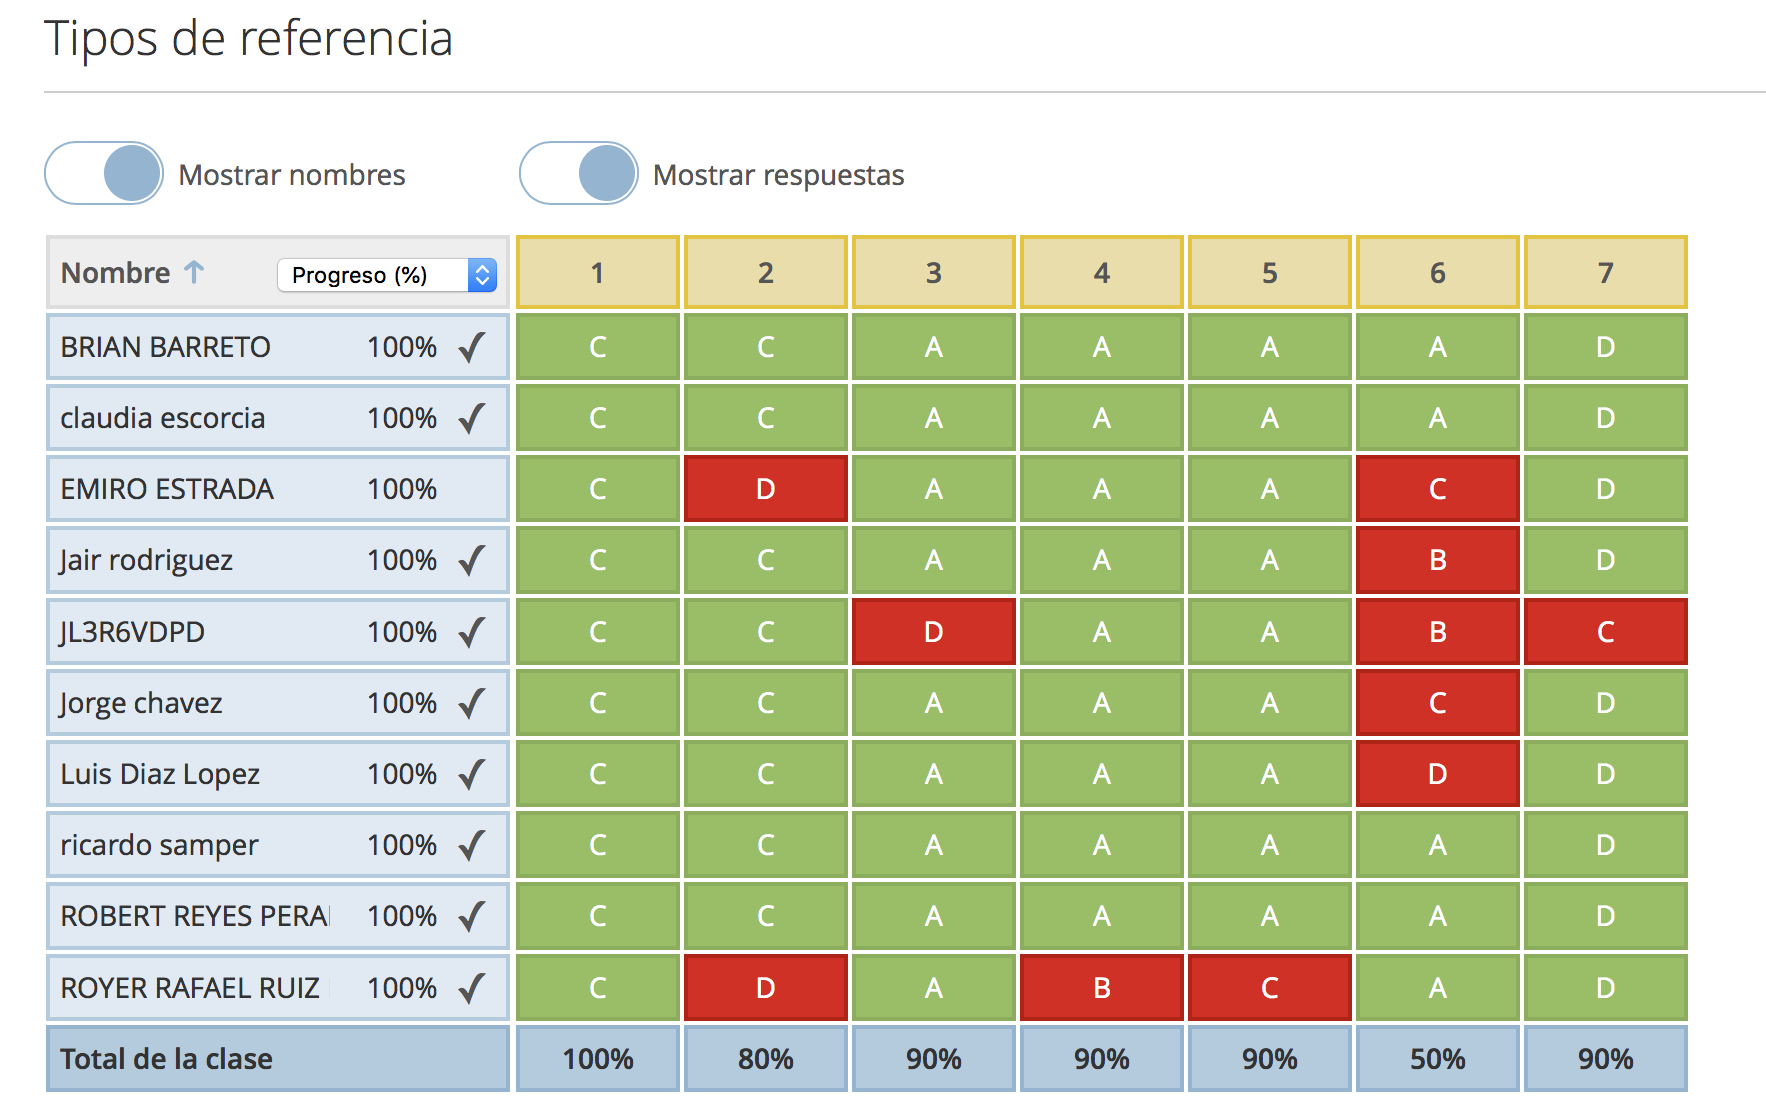 Tipos de referencia
Mostrar nombres Mostrar respuestas
Nombre ↑ Progreso (%) 1 2 3 4 5 6 7
BRIAN BARRETO 100% ✓ C C A A A A D
claudia escorcia 100% ✓ C C A A A A D
EMIRO ESTRADA 100% C D A A A C D
Jair rodriguez 100% ✓ C C A A A B D
JL3R6VDPD 100% ✓ C C D A A B C
Jorge chavez 100% ✓ C C A A A C D
Luis Diaz Lopez 100% ✓ C C A A A D D
ricardo samper 100% ✓ C C A A A A D
ROBERT REYES PERA 100% ✓ C C A A A A D
ROYER RAFAEL RUIZ 100% ✓ C D A B C A D
Total de la clase 100% 80% 90% 90% 90% 50% 90%